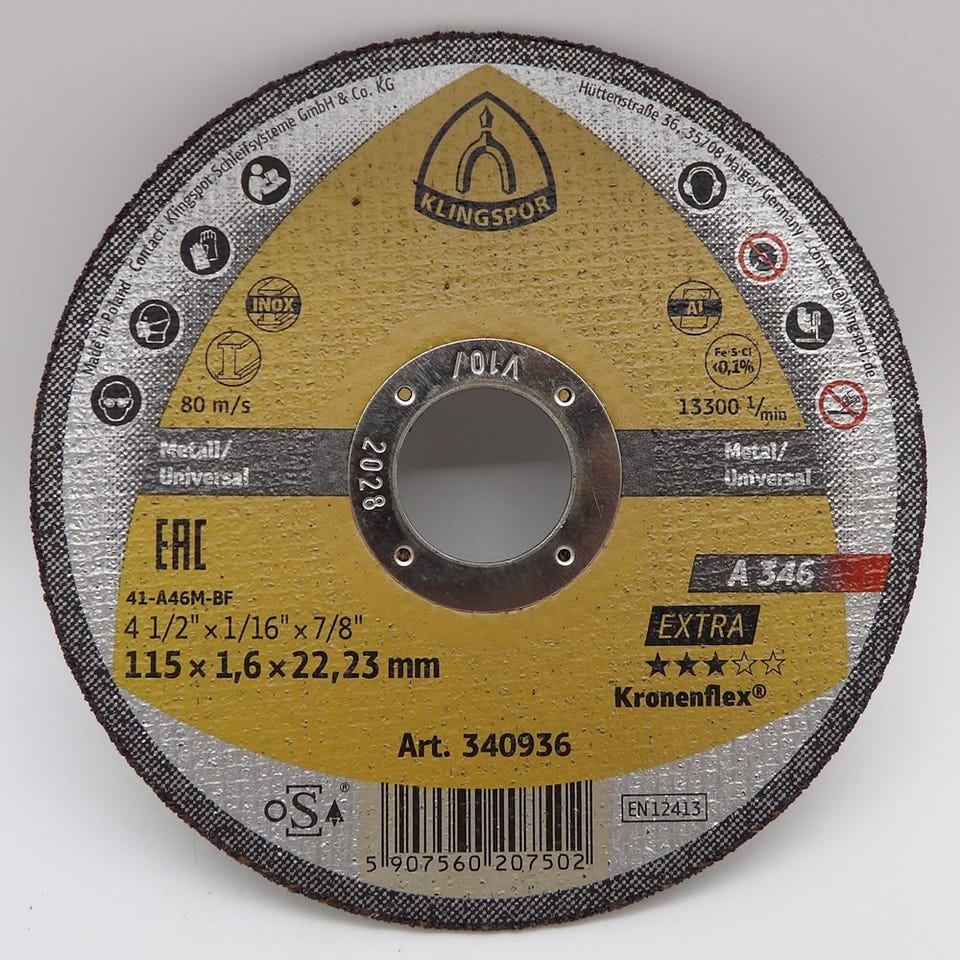 Made in Poland · Contact: Klingspor Schleifsysteme GmbH & Co. KG
Hüttenstraße 36, 35708 Haiger/Germany/
KLINGSPOR
INOX
Al
Fe·S·Cl
<0,1%
80 m/s
13300 1/min
V10/
2028
Metall/
Universal
Metal/
Universal
EAC
A 346
41-A46M-BF
EXTRA
4 1/2" x 1/16" x 7/8"
115 x 1,6 x 22,23 mm
Kronenflex®
Art. 340936
oSa®
EN 12413
5 907560 207502